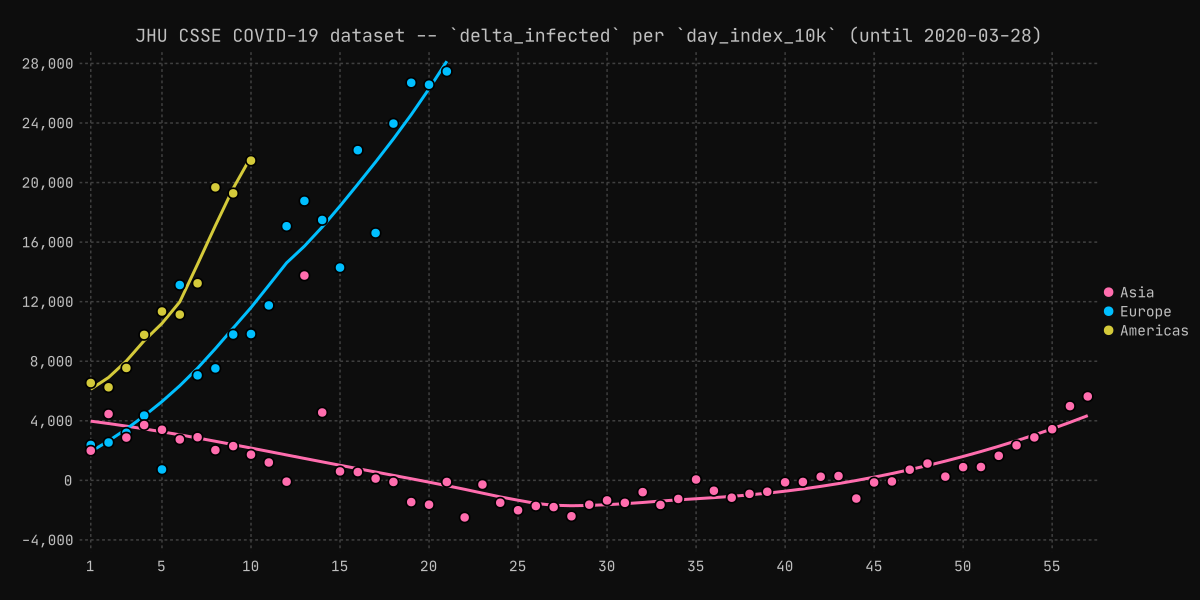 JHU CSSE COVID-19 dataset -- `delta_infected` per `day_index_10k` (until 2020-03-28)
28,000
24,000
20,000
16,000
12,000
8,000
4,000
0
−4,000
1 5 10 15 20 25 30 35 40 45 50 55
Asia
Europe
Americas